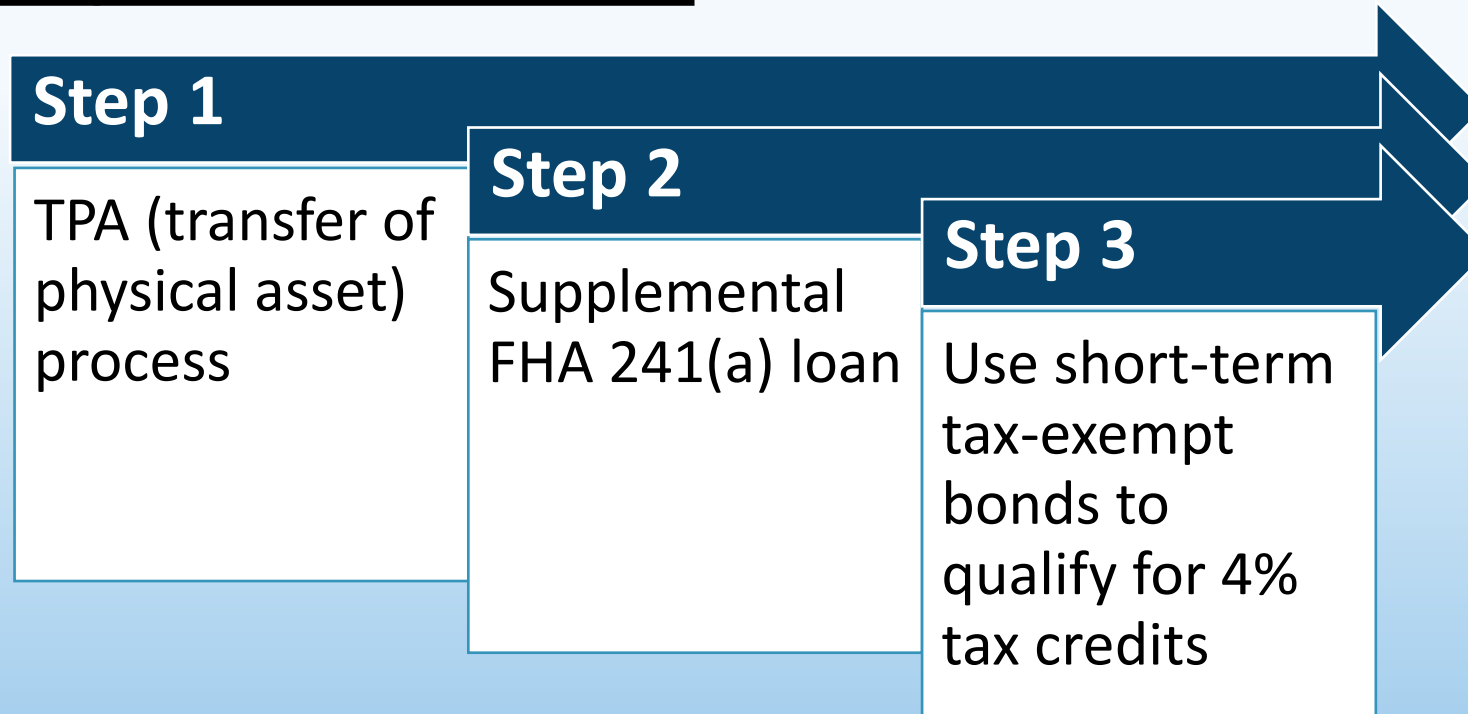 Step 1
TPA (transfer of
physical asset)
process
Step 2
Supplemental
FHA 241(a) loan
Step 3
Use short-term
tax-exempt
bonds to
qualify for 4%
tax credits